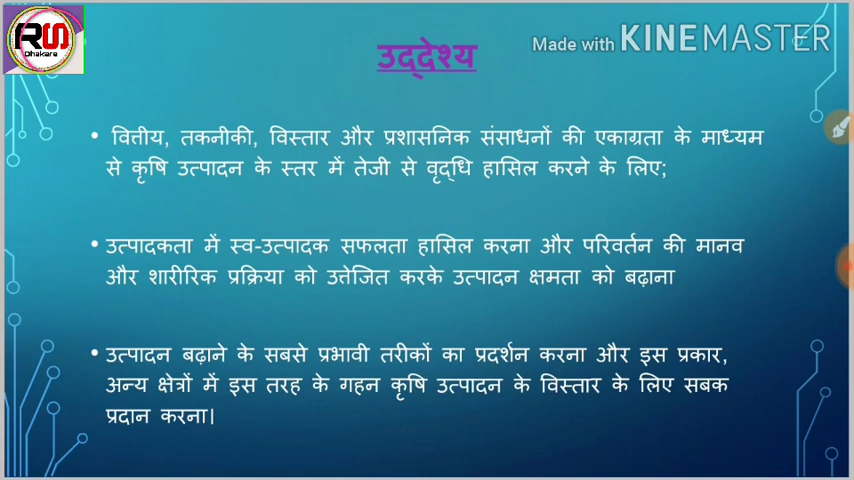 RS
Dhakare
उद्देश्य
Made with KINEMASTER
• वित्तीय, तकनीकी, विस्तार और प्रशासनिक संसाधनों की एकाग्रता के माध्यम
से कृषि उत्पादन के स्तर में तेजी से वृद्धि हासिल करने के लिए;
• उत्पादकता में स्व-उत्पादक सफलता हासिल करना और परिवर्तन की मानव
और शारीरिक प्रक्रिया को उत्तेजित करके उत्पादन क्षमता को बढ़ाना
• उत्पादन बढ़ाने के सबसे प्रभावी तरीकों का प्रदर्शन करना और इस प्रकार,
अन्य क्षेत्रों में इस तरह के गहन कृषि उत्पादन के विस्तार के लिए सबक
प्रदान करना।